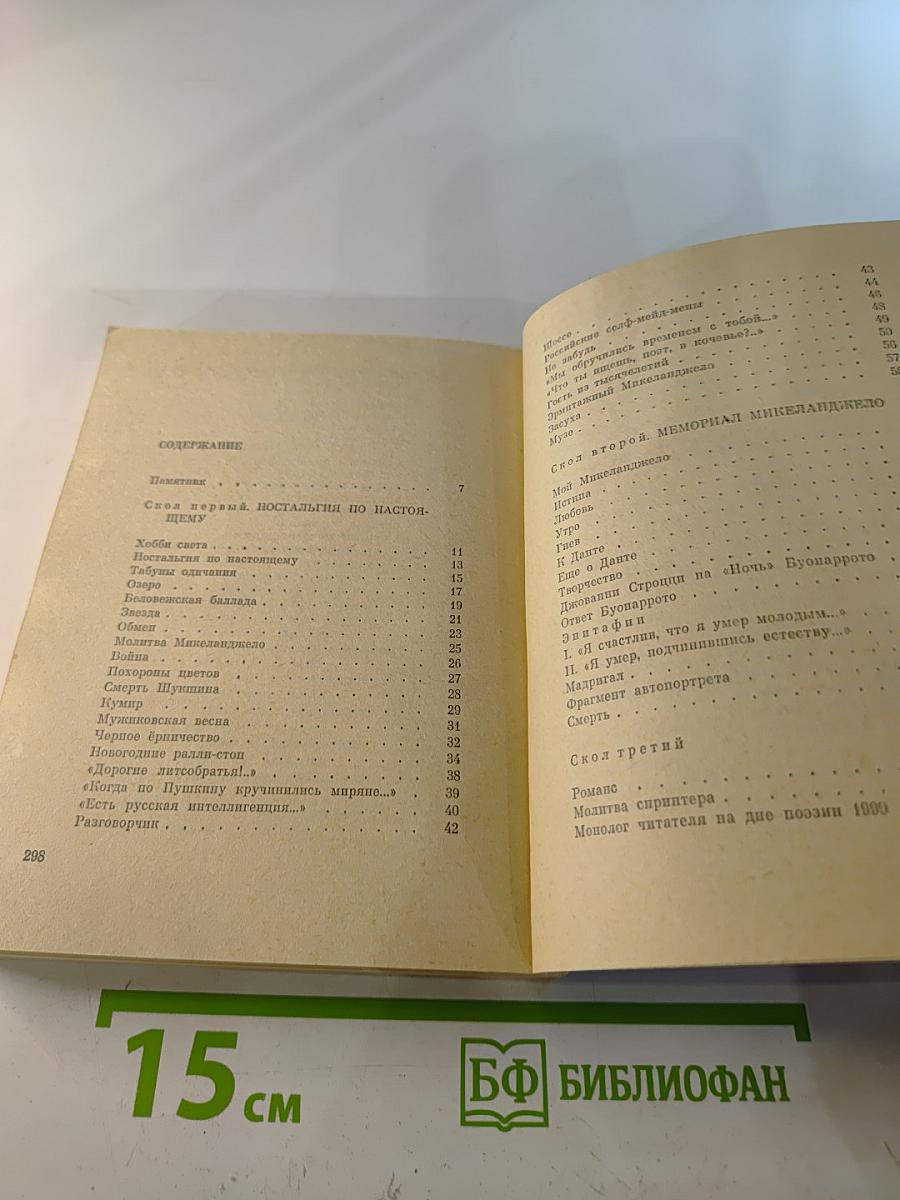 СОДЕРЖАНИЕ
Памятник . . . . . . . . . . . . . . . 7
Скол первый. НОСТАЛЬГИЯ ПО НАСТОЯ-
ЩЕМУ
Хобби света . . . . . . . . . . . . . 11
Ностальгия по настоящему . . . . . . . 13
Табуны одичания . . . . . . . . . . . 15
Озеро . . . . . . . . . . . . . . . . 17
Беловежская баллада . . . . . . . . . 19
Звезда . . . . . . . . . . . . . . . 21
Обмен . . . . . . . . . . . . . . . . 23
Молитва Микеланджело . . . . . . . . . 25
Война . . . . . . . . . . . . . . . . 26
Похороны цветов . . . . . . . . . . . 27
Смерть Шукшина . . . . . . . . . . . . 28
Кумир . . . . . . . . . . . . . . . . 29
Мужиковская весна . . . . . . . . . . 31
Черное ёрничество . . . . . . . . . . 32
Новогодние ралли-стоп . . . . . . . . 34
«Дорогие литсобратья!..» . . . . . . . 38
«Когда по Пушкину кручинились миряне...» . 39
«Есть русская интеллигенция...» . . . . 40
Разговорчик . . . . . . . . . . . . . 42
298
Шоссе . . . . . . . . . . . . . . . . 43
Российские селф-мейд-мены . . . . . . 44
Не забудь . . . . . . . . . . . . . . 46
«Мы обручились временем с тобой...» . . 48
«Что ты ищешь, поэт, в кочевье?..» . . 49
Гость из тысячелетий . . . . . . . . . 50
Эрмитажный Микеланджело . . . . . . . 56
Засуха . . . . . . . . . . . . . . . 57
Музе . . . . . . . . . . . . . . . .
Скол второй. МЕМОРИАЛ МИКЕЛАНДЖЕЛО
Мой Микеланджело . . . . . . . . . .
Истина . . . . . . . . . . . . . . .
Любовь . . . . . . . . . . . . . . .
Утро . . . . . . . . . . . . . . . .
Гнев . . . . . . . . . . . . . . . .
К Данте . . . . . . . . . . . . . . .
Еще о Данте . . . . . . . . . . . . .
Творчество . . . . . . . . . . . . .
Джованни Строцци на «Ночь» Буонаррото .
Ответ Буонаррото . . . . . . . . . .
Эпитафии
I. «Я счастлив, что я умер молодым...» . .
II. «Я умер, подчинившись естеству...» . .
Мадригал . . . . . . . . . . . . . .
Фрагмент автопортрета . . . . . . . .
Смерть . . . . . . . . . . . . . . .
Скол третий
Романс . . . . . . . . . . . . . . .
Молитва спринтера . . . . . . . . . .
Монолог читателя на дне поэзии 1999
15 см
БФ БИБЛИОФАН